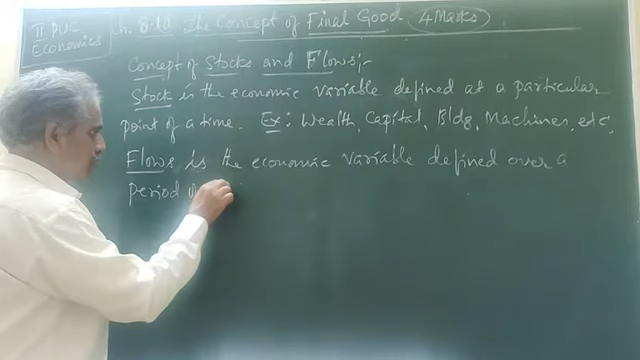 II PUC
Economics
Ch. 8.10 The Concept of Final Good (4 Marks)
Concept of Stocks and Flows;-
Stock is the economic variable defined at a particular
point of a time. Ex: Wealth, Capital, Bldg, Machines, etc
Flows is the economic variable defined over a
period